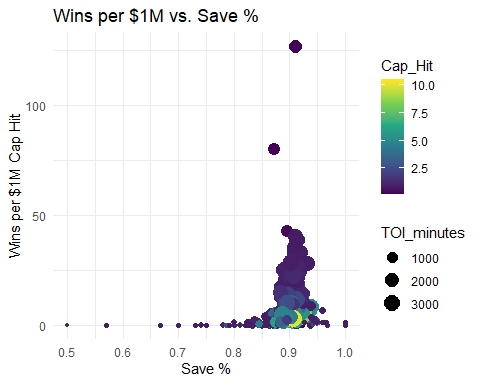 Wins per $1M vs. Save %
Wins per $1M Cap Hit
100
50
0
0.5 0.6 0.7 0.8 0.9 1.0
Save %
Cap_Hit
10.0
7.5
5.0
2.5
TOI_minutes
1000
2000
3000